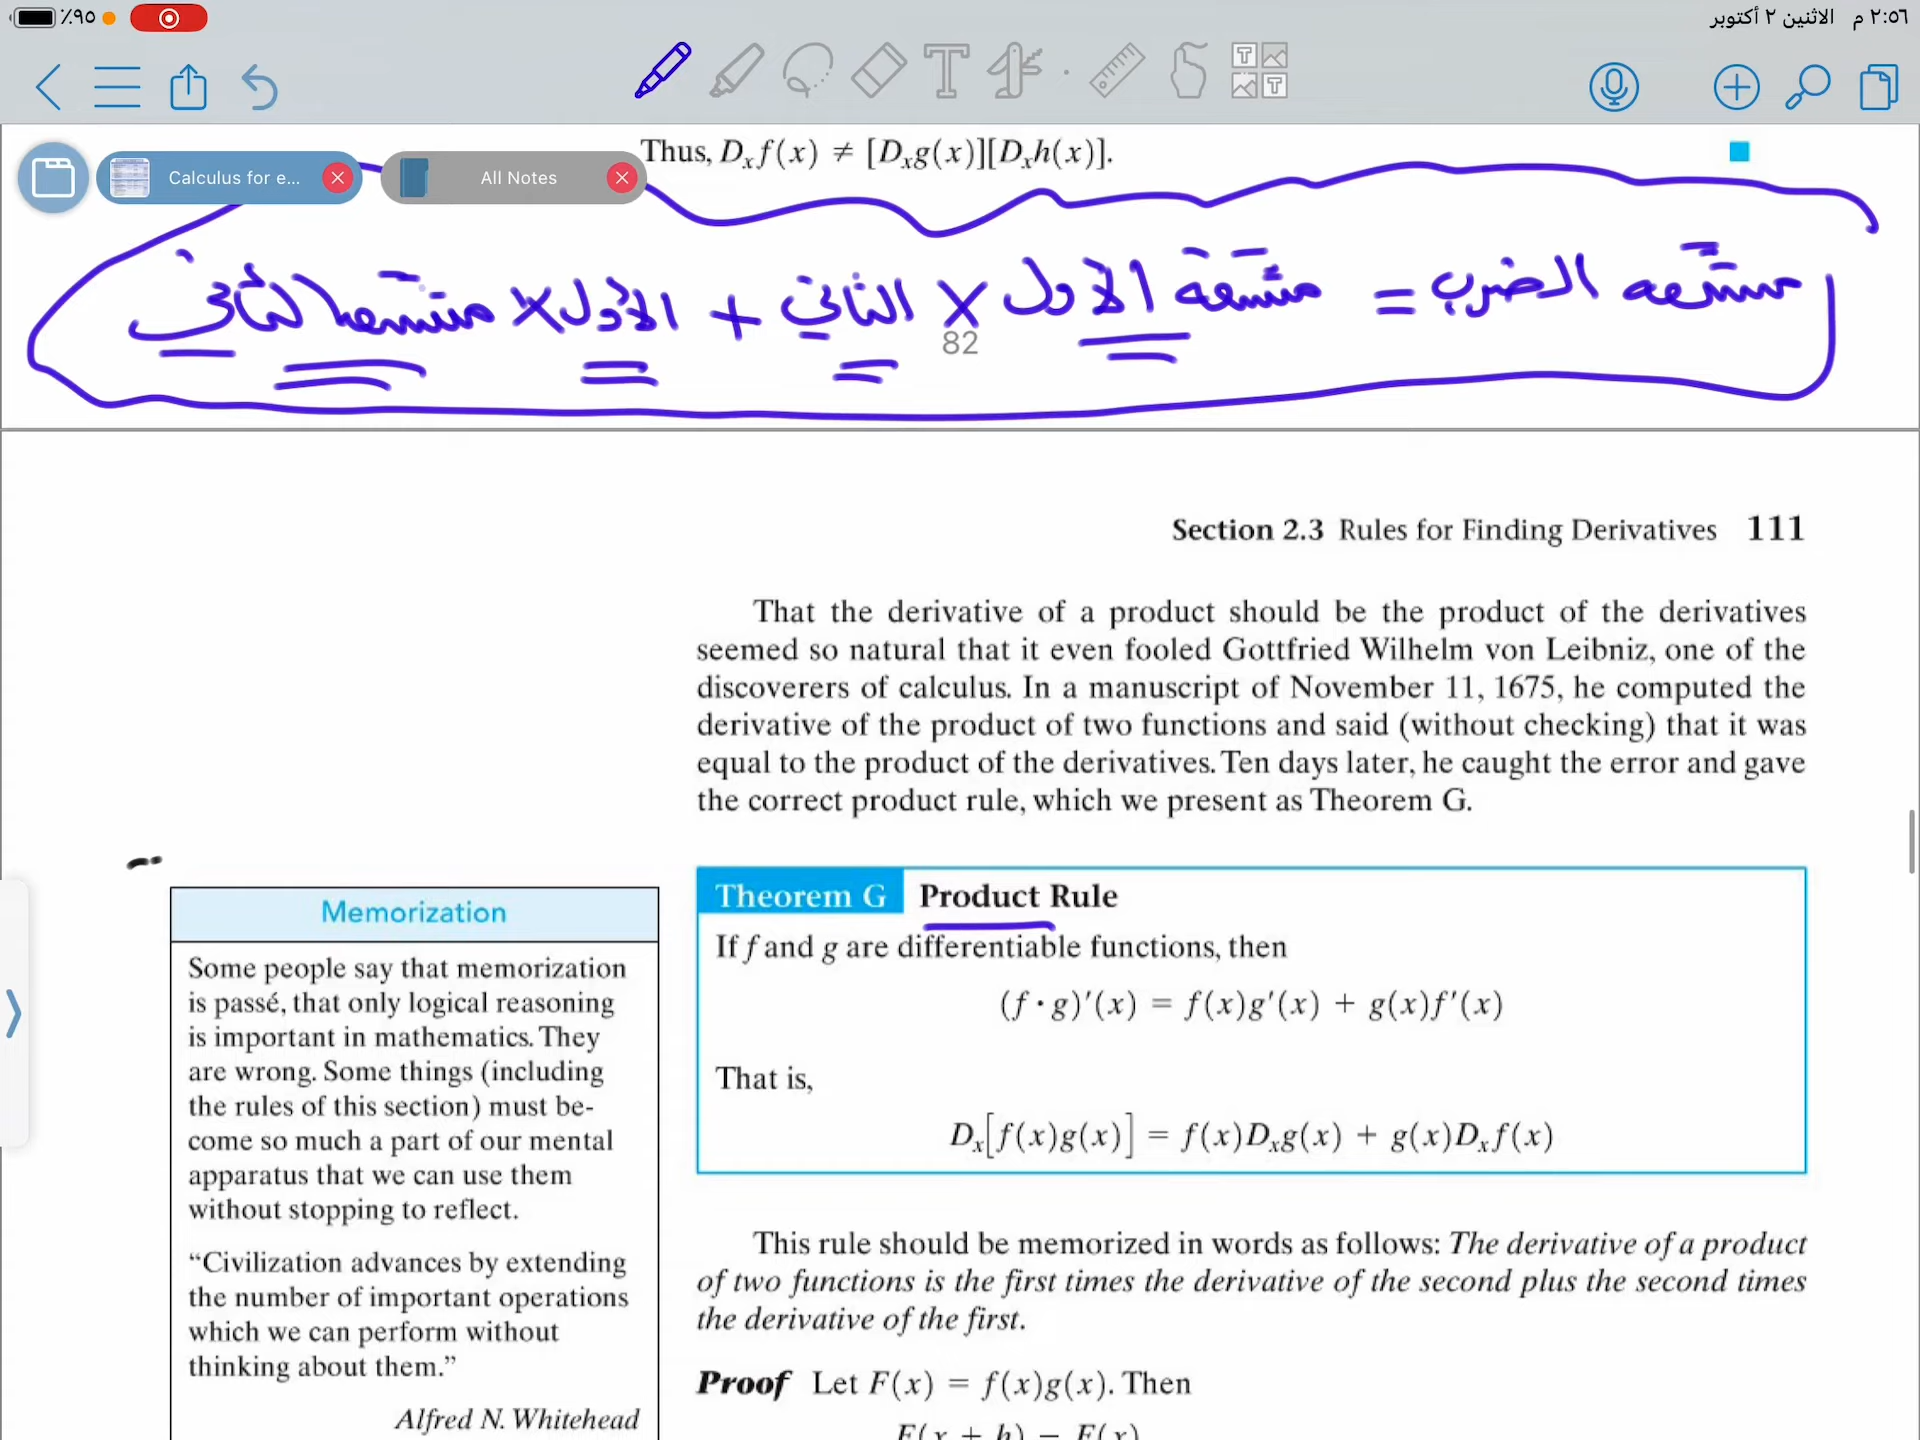 ٪٩٥
٢:٥٦ م الاثنين ٢ أكتوبر
Thus, Dₓf(x) ≠ [Dₓg(x)][Dₓh(x)].
Calculus for e...
All Notes
مشتقه الضرب = مشتقة الاول × الثاني + الأول × مشتقه الثاني
82
Section 2.3 Rules for Finding Derivatives 111
That the derivative of a product should be the product of the derivatives
seemed so natural that it even fooled Gottfried Wilhelm von Leibniz, one of the
discoverers of calculus. In a manuscript of November 11, 1675, he computed the
derivative of the product of two functions and said (without checking) that it was
equal to the product of the derivatives. Ten days later, he caught the error and gave
the correct product rule, which we present as Theorem G.
Memorization
Some people say that memorization
is passé, that only logical reasoning
is important in mathematics. They
are wrong. Some things (including
the rules of this section) must be-
come so much a part of our mental
apparatus that we can use them
without stopping to reflect.
“Civilization advances by extending
the number of important operations
which we can perform without
thinking about them.”
Alfred N. Whitehead
Theorem G Product Rule
If f and g are differentiable functions, then
(f · g)′(x) = f(x)g′(x) + g(x)f′(x)
That is,
Dₓ[f(x)g(x)] = f(x)Dₓg(x) + g(x)Dₓf(x)
This rule should be memorized in words as follows: The derivative of a product
of two functions is the first times the derivative of the second plus the second times
the derivative of the first.
Proof Let F(x) = f(x)g(x). Then
F(x + h) − F(x)